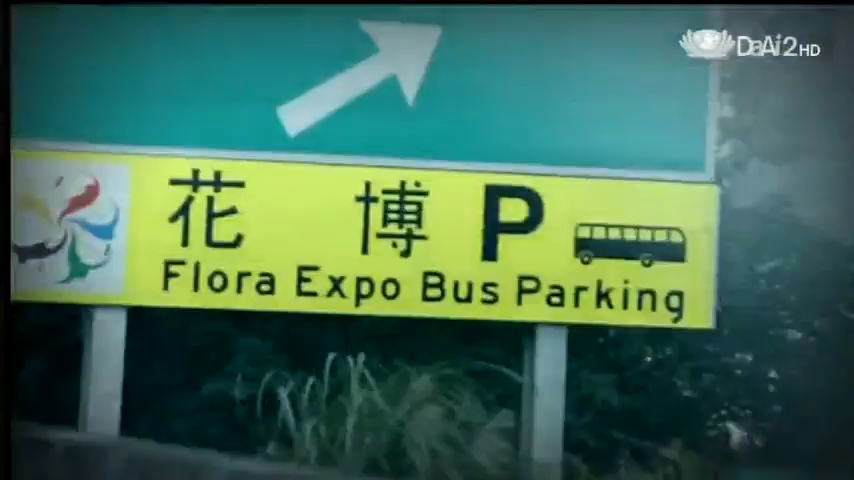 DaAi2 HD
花 博 P
Flora Expo Bus Parking